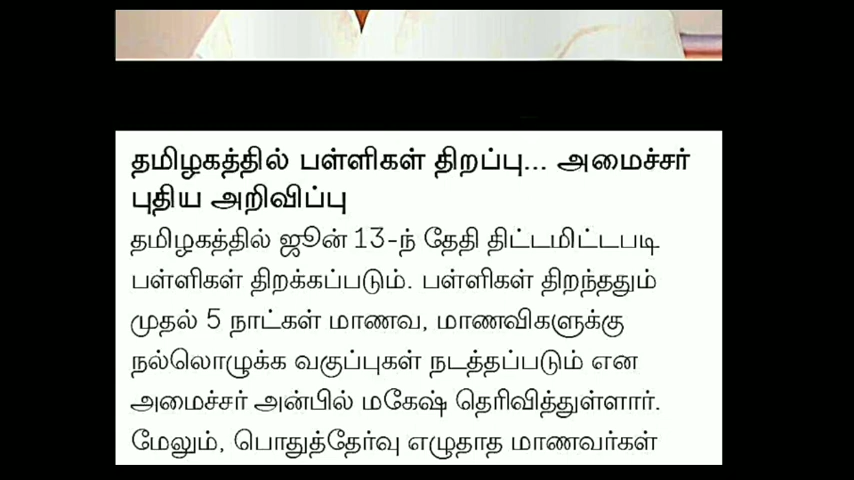 தமிழகத்தில் பள்ளிகள் திறப்பு... அமைச்சர்
புதிய அறிவிப்பு
தமிழகத்தில் ஜூன் 13-ந் தேதி திட்டமிட்டபடி
பள்ளிகள் திறக்கப்படும். பள்ளிகள் திறந்ததும்
முதல் 5 நாட்கள் மாணவ, மாணவிகளுக்கு
நல்லொழுக்க வகுப்புகள் நடத்தப்படும் என
அமைச்சர் அன்பில் மகேஷ் தெரிவித்துள்ளார்.
மேலும், பொதுத்தேர்வு எழுதாத மாணவர்கள்